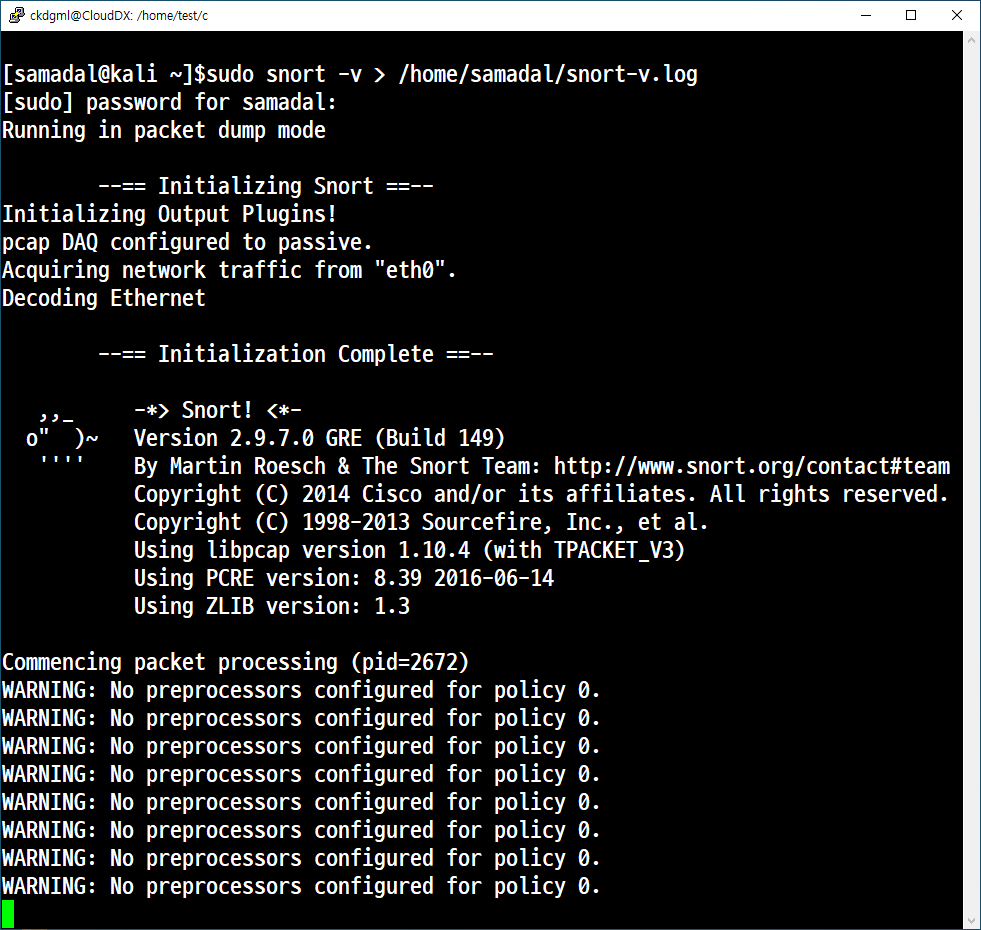 ckdgml@CloudDX: /home/test/c
[samadal@kali ~]$sudo snort -v > /home/samadal/snort-v.log
[sudo] password for samadal:
Running in packet dump mode
--== Initializing Snort ==--
Initializing Output Plugins!
pcap DAQ configured to passive.
Acquiring network traffic from "eth0".
Decoding Ethernet
--== Initialization Complete ==--
,,_ -*> Snort! <*-
o" )~ Version 2.9.7.0 GRE (Build 149)
'''' By Martin Roesch & The Snort Team: http://www.snort.org/contact#team
Copyright (C) 2014 Cisco and/or its affiliates. All rights reserved.
Copyright (C) 1998-2013 Sourcefire, Inc., et al.
Using libpcap version 1.10.4 (with TPACKET_V3)
Using PCRE version: 8.39 2016-06-14
Using ZLIB version: 1.3
Commencing packet processing (pid=2672)
WARNING: No preprocessors configured for policy 0.
WARNING: No preprocessors configured for policy 0.
WARNING: No preprocessors configured for policy 0.
WARNING: No preprocessors configured for policy 0.
WARNING: No preprocessors configured for policy 0.
WARNING: No preprocessors configured for policy 0.
WARNING: No preprocessors configured for policy 0.
WARNING: No preprocessors configured for policy 0.